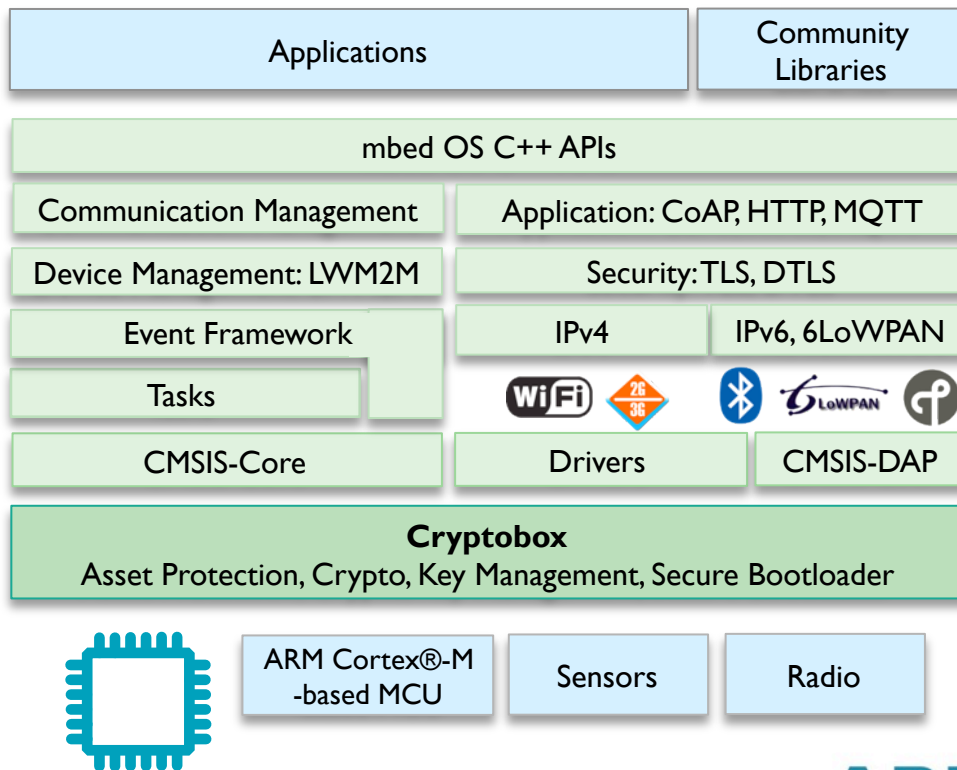 Applications
Community
Libraries
mbed OS C++ APIs
Communication Management
Application: CoAP, HTTP, MQTT
Device Management: LWM2M
Security: TLS, DTLS
Event Framework
IPv4
IPv6, 6LoWPAN
Tasks
WiFi
2G
3G
6LoWPAN
CMSIS-Core
Drivers
CMSIS-DAP
Cryptobox
Asset Protection, Crypto, Key Management, Secure Bootloader
ARM Cortex®-M
-based MCU
Sensors
Radio